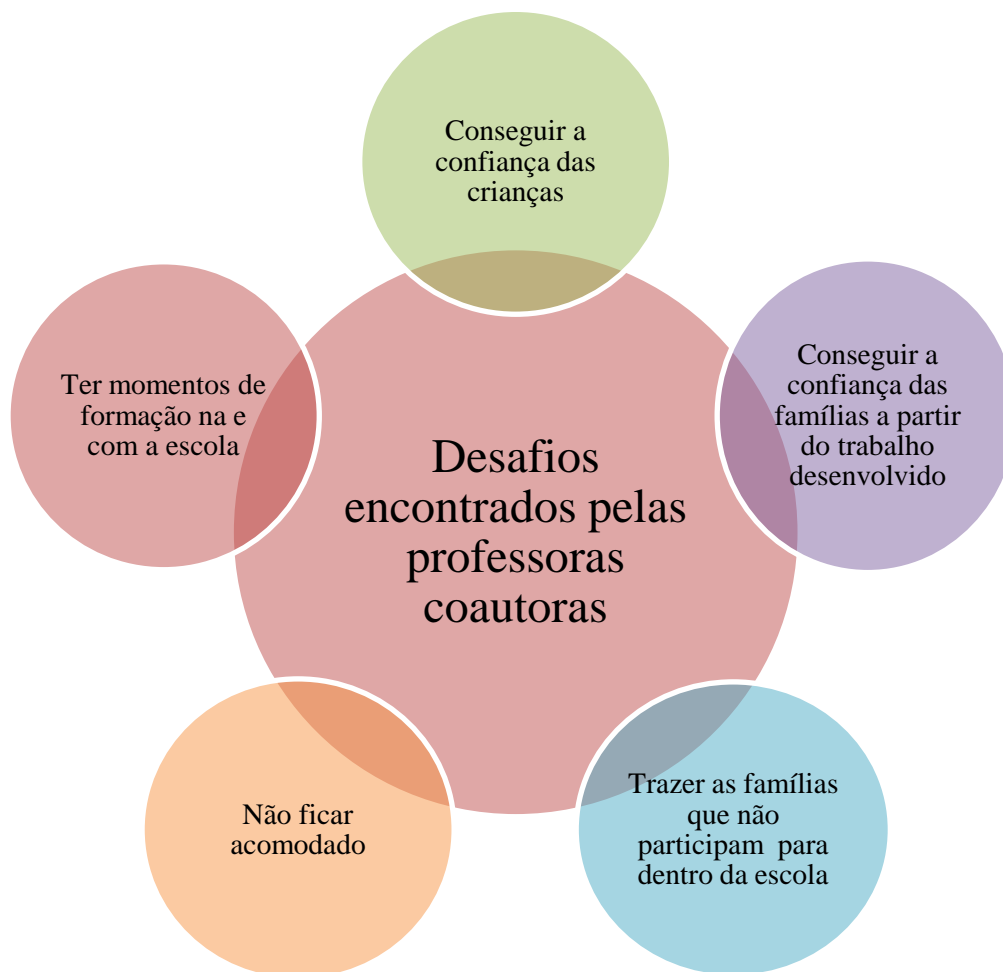 Conseguir a
confiança das
crianças
Ter momentos de
formação na e
com a escola
Conseguir a
confiança das
famílias a partir
do trabalho
desenvolvido
Desafios
encontrados pelas
professoras
coautoras
Não ficar
acomodado
Trazer as famílias
que não
participam para
dentro da escola